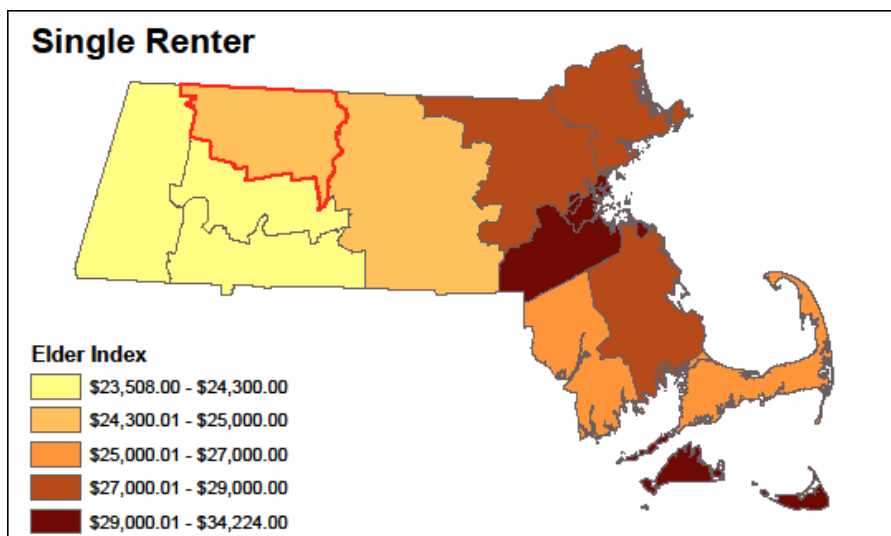 Single Renter
Elder Index
$23,508.00 - $24,300.00
$24,300.01 - $25,000.00
$25,000.01 - $27,000.00
$27,000.01 - $29,000.00
$29,000.01 - $34,224.00